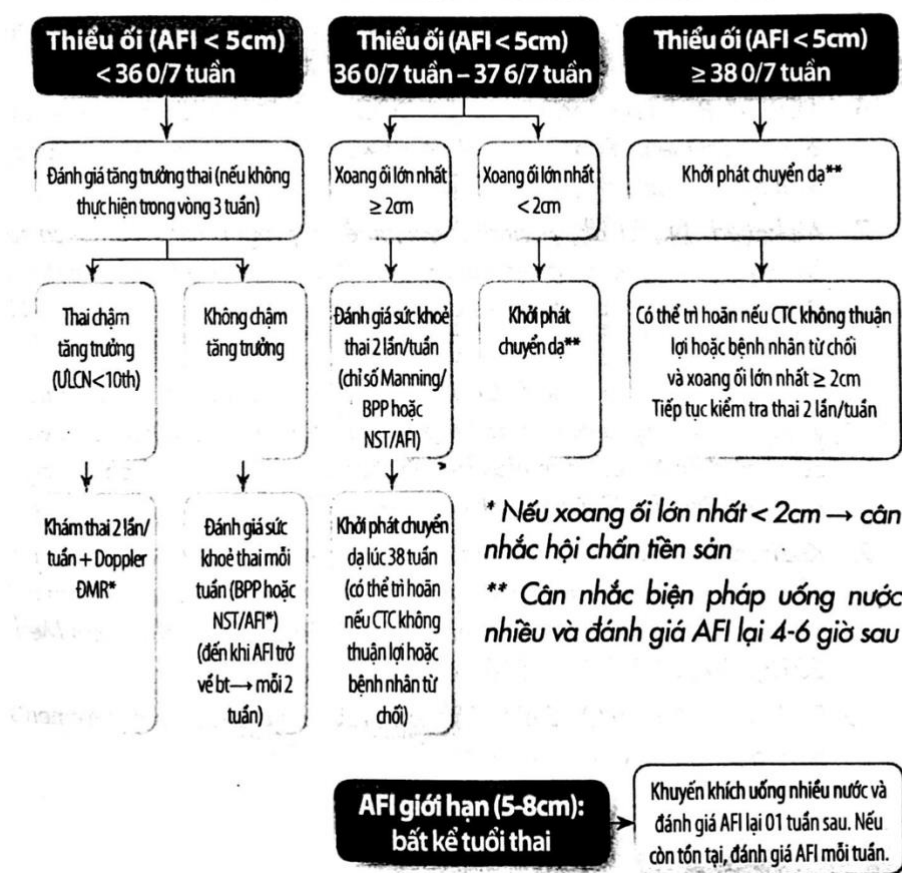 Thiểu ối (AFI < 5cm)
< 36 0/7 tuần
Thiểu ối (AFI < 5cm)
36 0/7 tuần – 37 6/7 tuần
Thiểu ối (AFI < 5cm)
≥ 38 0/7 tuần
Đánh giá tăng trưởng thai (nếu không
thực hiện trong vòng 3 tuần)
Xoang ối lớn nhất
≥ 2cm
Xoang ối lớn nhất
< 2cm
Khởi phát chuyển dạ**
Thai chậm
tăng trưởng
(ULCN<10th)
Không chậm
tăng trưởng
Đánh giá sức khoẻ
thai 2 lần/tuần
(chỉ số Manning/
BPP hoặc
NST/AFI)
Khởi phát
chuyển dạ**
Có thể trì hoãn nếu CTC không thuận
lợi hoặc bệnh nhân từ chối
và xoang ối lớn nhất ≥ 2cm
Tiếp tục kiểm tra thai 2 lần/tuần
Khám thai 2 lần/
tuần + Doppler
ĐMR*
Đánh giá sức
khoẻ thai mỗi
tuần (BPP hoặc
NST/AFI*)
(đến khi AFI trở
về bt→ mỗi 2
tuần)
Khởi phát chuyển
dạ lúc 38 tuần
(có thể trì hoãn
nếu CTC không
thuận lợi hoặc
bệnh nhân từ
chối)
* Nếu xoang ối lớn nhất < 2cm → cân
nhắc hội chẩn tiền sản
** Cân nhắc biện pháp uống nước
nhiều và đánh giá AFI lại 4-6 giờ sau
AFI giới hạn (5-8cm):
bất kể tuổi thai
Khuyến khích uống nhiều nước và
đánh giá AFI lại 01 tuần sau. Nếu
còn tồn tại, đánh giá AFI mỗi tuần.